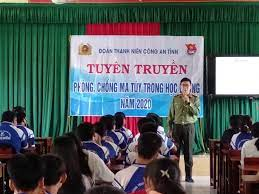 ĐOÀN THANH NIÊN CÔNG AN TỈNH
TUYÊN TRUYỀN
PHÒNG, CHỐNG MA TÚY TRONG HỌC ĐƯỜNG
NĂM 2020